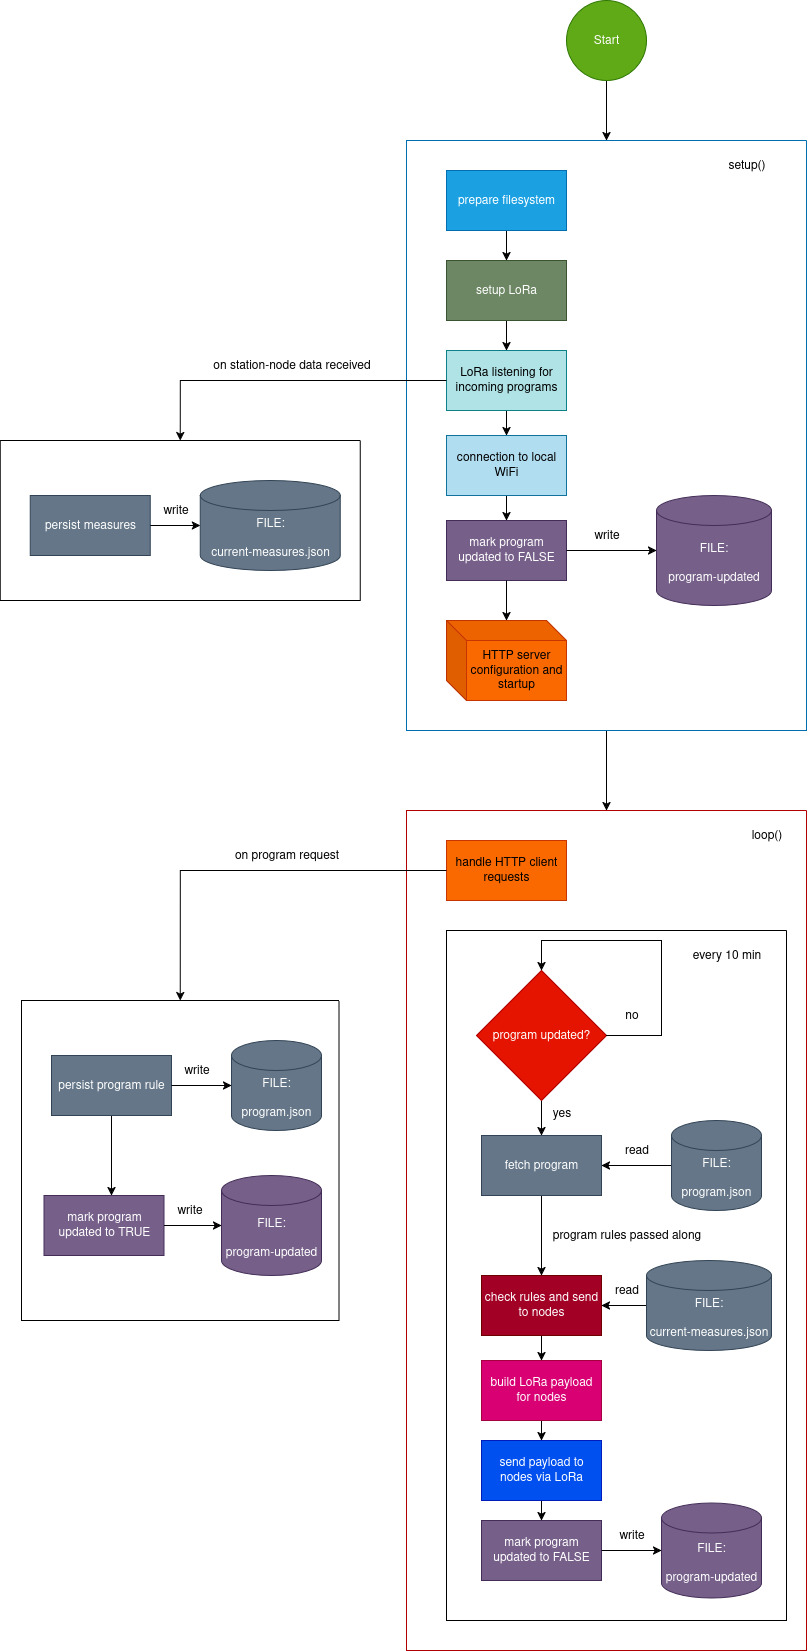 Start
setup()
prepare filesystem
setup LoRa
on station-node data received
LoRa listening for
incoming programs
connection to local
WiFi
persist measures
write
FILE:
current-measures.json
mark program
updated to FALSE
write
FILE:
program-updated
HTTP server
configuration and
startup
loop()
on program request
handle HTTP client
requests
every 10 min
program updated?
no
yes
persist program rule
write
FILE:
program.json
mark program
updated to TRUE
write
FILE:
program-updated
fetch program
read
FILE:
program.json
program rules passed along
check rules and send
to nodes
read
FILE:
current-measures.json
build LoRa payload
for nodes
send payload to
nodes via LoRa
mark program
updated to FALSE
write
FILE:
program-updated